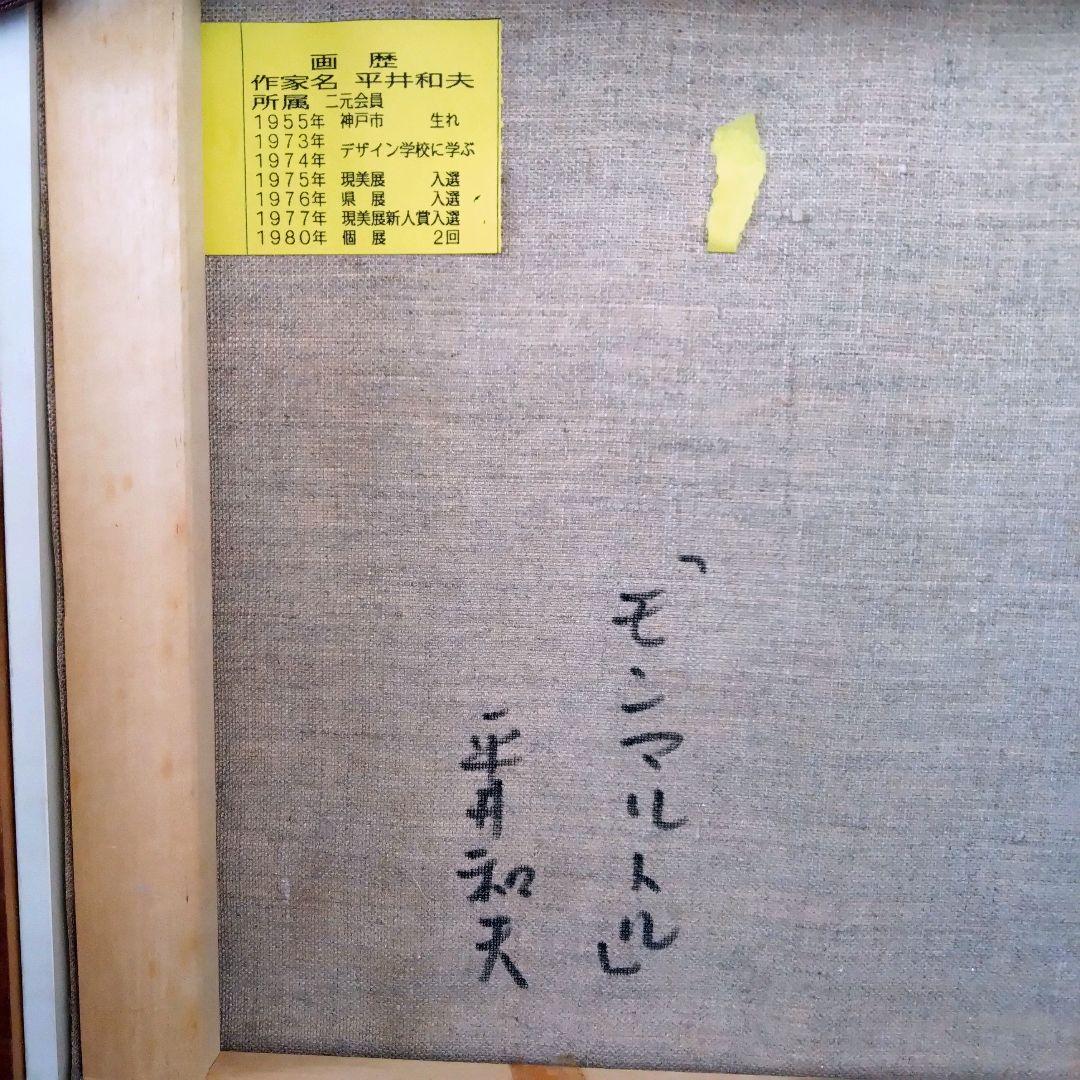 画 歴
作家名 平井和夫
所属 二元会員
1955年 神戸市 生れ
1973年
1974年 デザイン学校に学ぶ
1975年 現美展 入選
1976年 県 展 入選
1977年 現美展新人賞入選
1980年 個 展 2回
「モンマルトル」
平井和夫